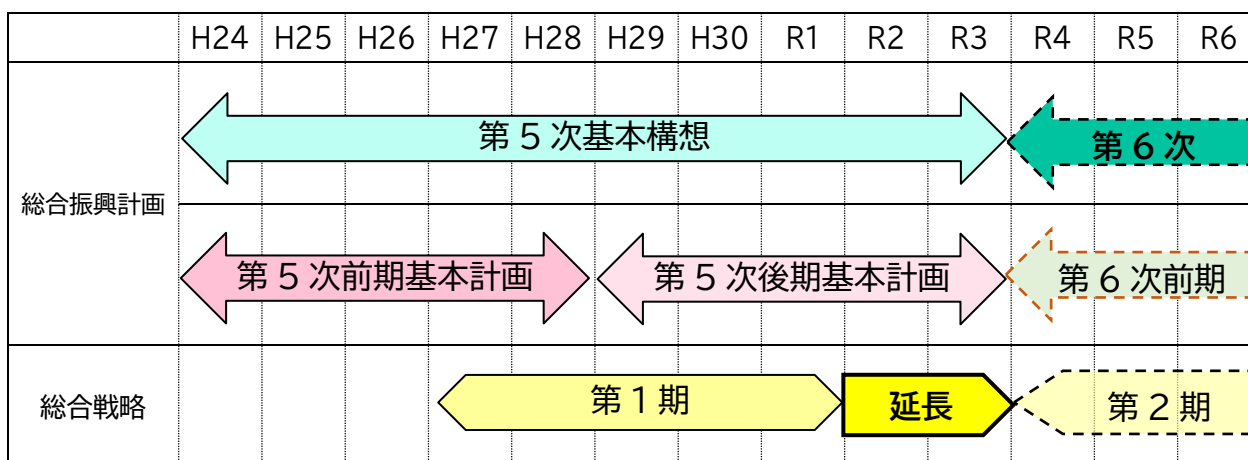 H24 H25 H26 H27 H28 H29 H30 R1 R2 R3 R4 R5 R6
総合振興計画
第5次基本構想
第6次
第5次前期基本計画
第5次後期基本計画
第6次前期
総合戦略
第1期
延長
第2期